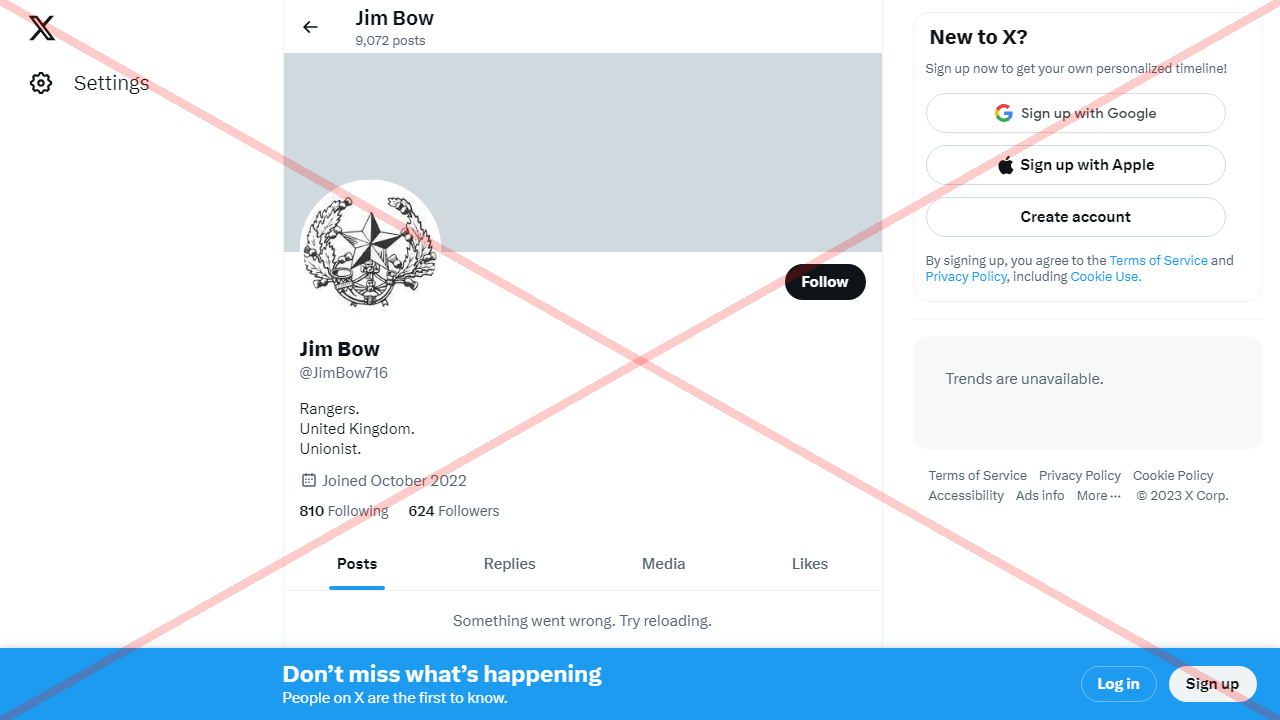 Settings
Jim Bow
9,072 posts
Follow
Jim Bow
@JimBow716
Rangers.
United Kingdom.
Unionist.
Joined October 2022
810 Following 624 Followers
Posts Replies Media Likes
Something went wrong. Try reloading.
New to X?
Sign up now to get your own personalized timeline!
Sign up with Google
Sign up with Apple
Create account
By signing up, you agree to the Terms of Service and
Privacy Policy, including Cookie Use.
Trends are unavailable.
Terms of Service Privacy Policy Cookie Policy
Accessibility Ads info More ··· © 2023 X Corp.
Don’t miss what’s happening
People on X are the first to know.
Log in Sign up